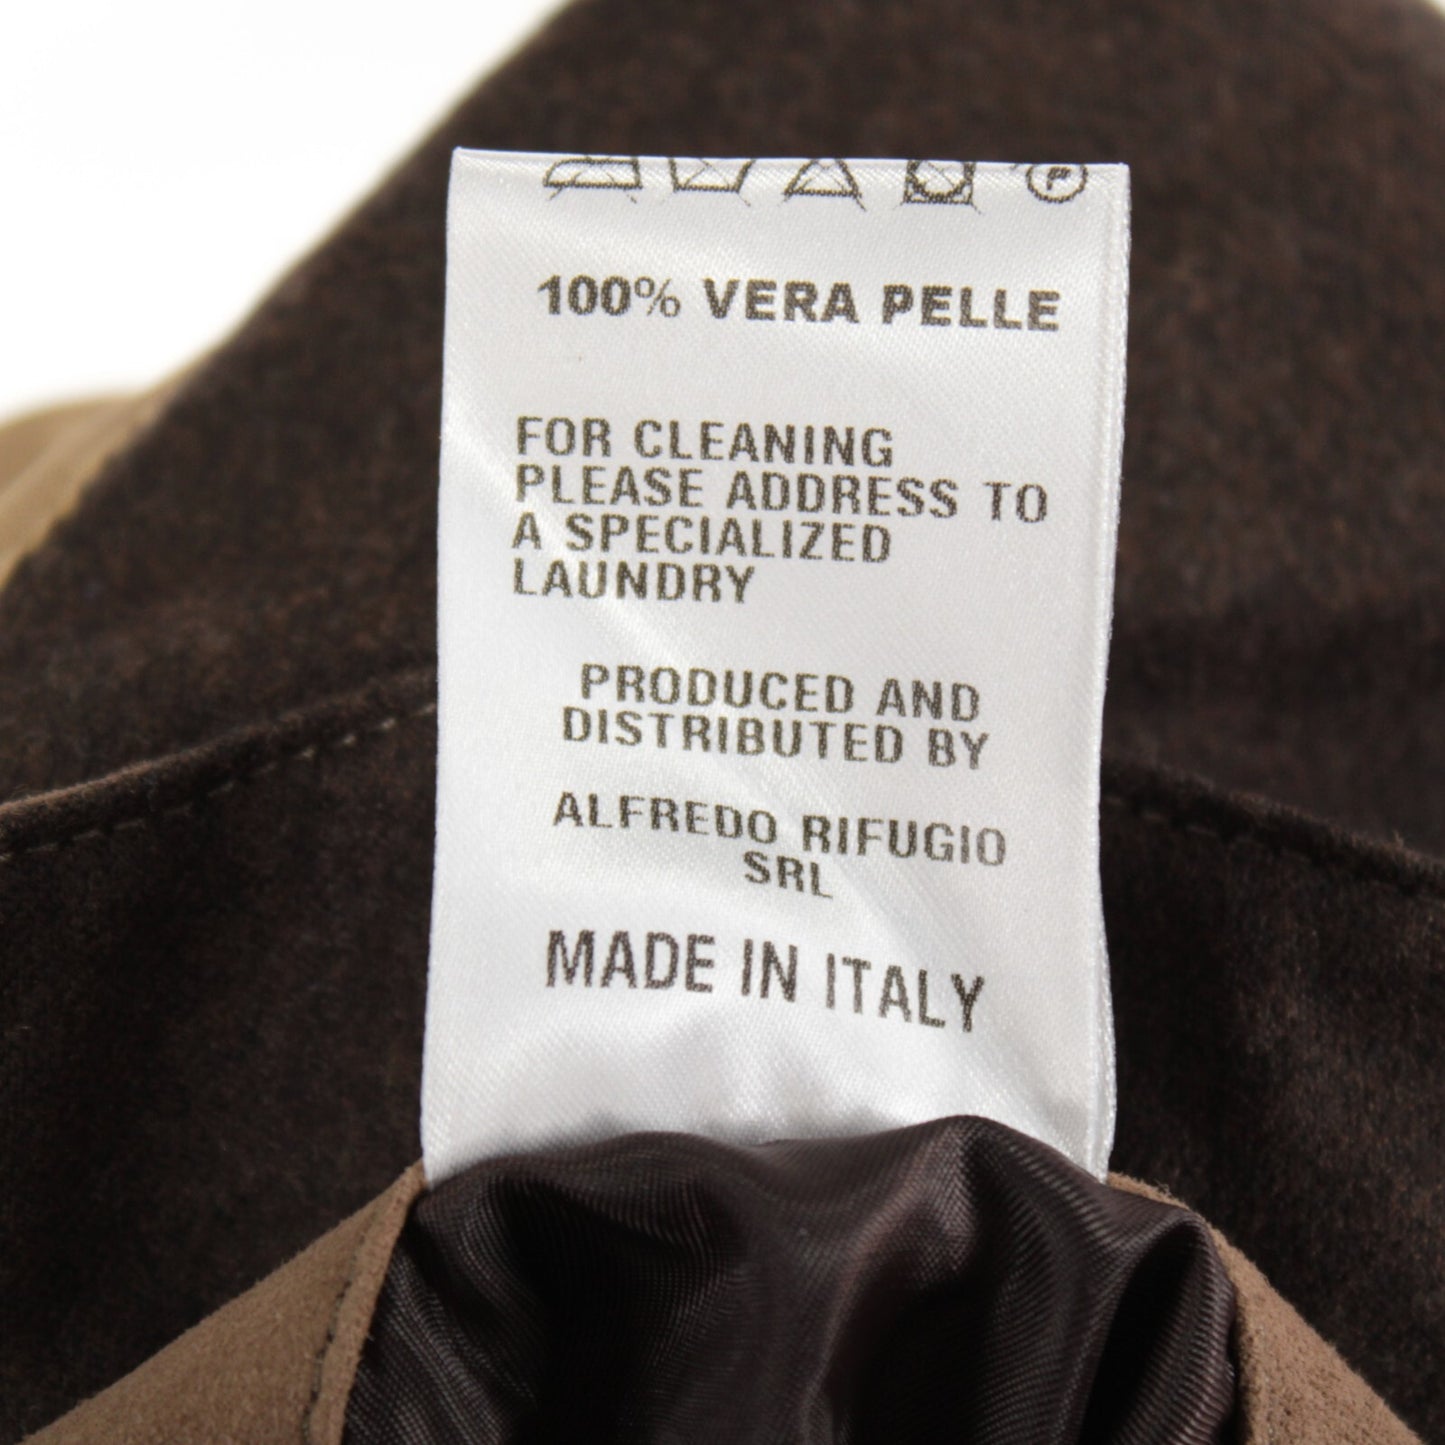 F
100% VERA PELLE
FOR CLEANING
PLEASE ADDRESS TO
A SPECIALIZED
LAUNDRY
PRODUCED AND
DISTRIBUTED BY
ALFREDO RIFUGIO
SRL
MADE IN ITALY